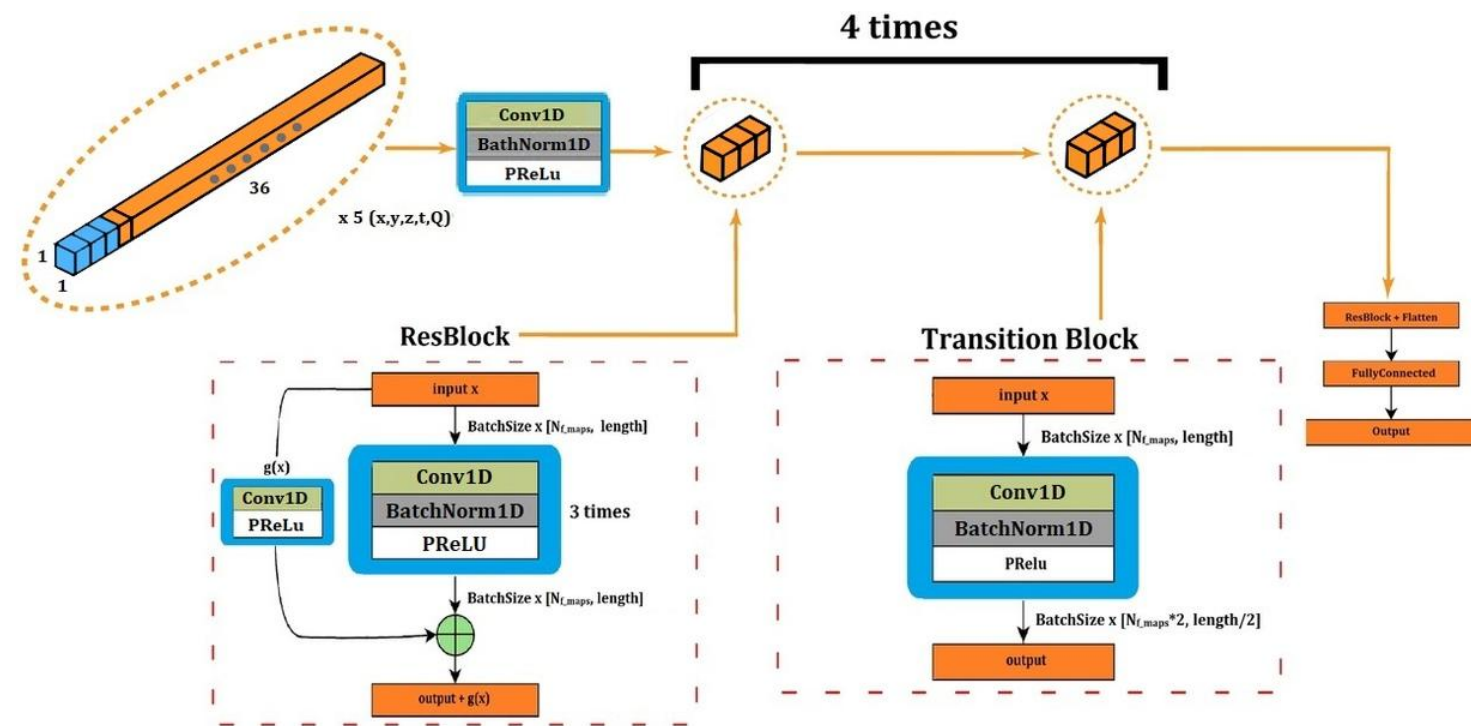 4 times
Conv1D
BathNorm1D
PReLu
36
x 5 (x,y,z,t,Q)
1
1
ResBlock
input x
BatchSize x [Nf_maps, length]
g(x)
Conv1D
PReLu
Conv1D
BatchNorm1D
PReLU
3 times
BatchSize x [Nf_maps, length]
output + g(x)
Transition Block
input x
BatchSize x [Nf_maps, length]
Conv1D
BatchNorm1D
PRelu
BatchSize x [Nf_maps*2, length/2]
output
ResBlock + Flatten
FullyConnected
Output